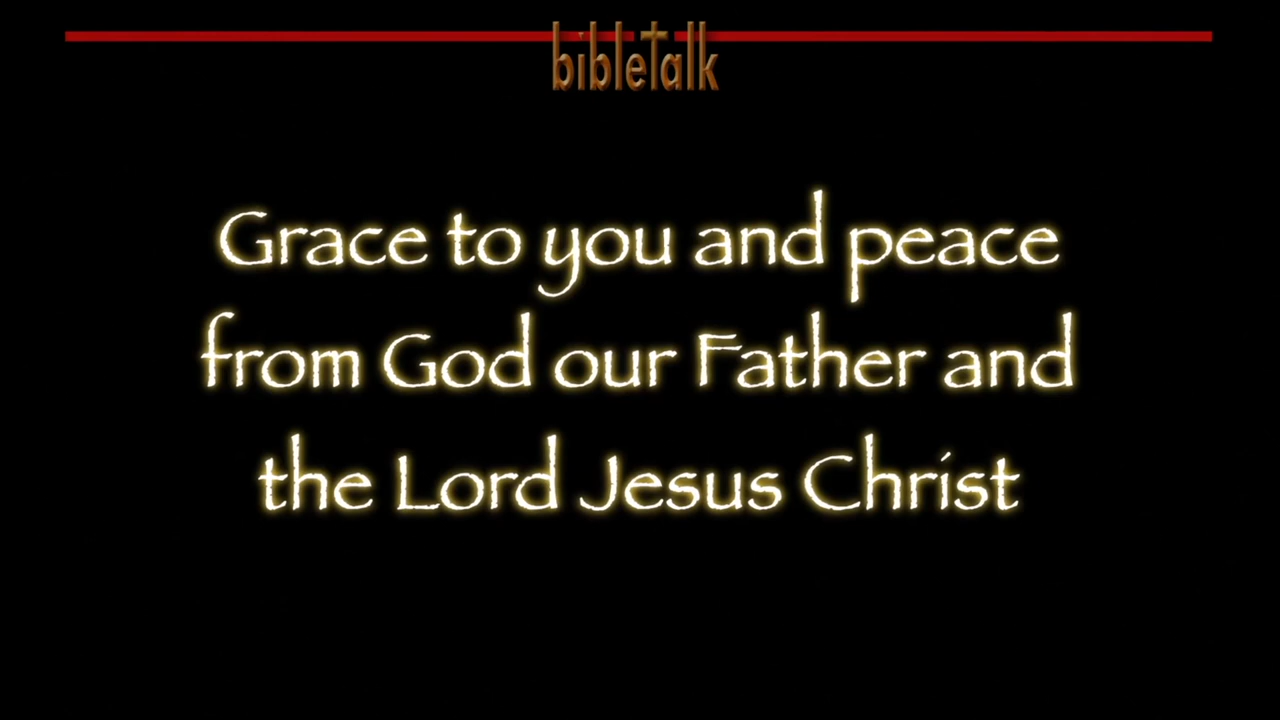 bibleTalk
Grace to you and peace
from God our Father and
the Lord Jesus Christ